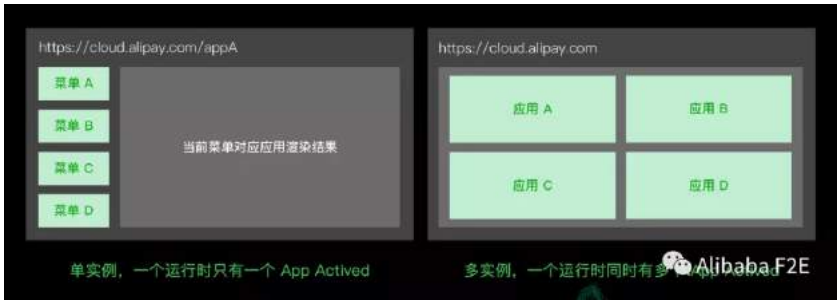 https://cloud.alipay.com/appA
菜单 A
菜单 B
菜单 C
菜单 D
当前菜单对应应用渲染结果
单实例，一个运行时只有一个 App Actived
https://cloud.alipay.com
应用 A
应用 B
应用 C
应用 D
多实例，一个运行时同时有多个 App Actived
Alibaba F2E